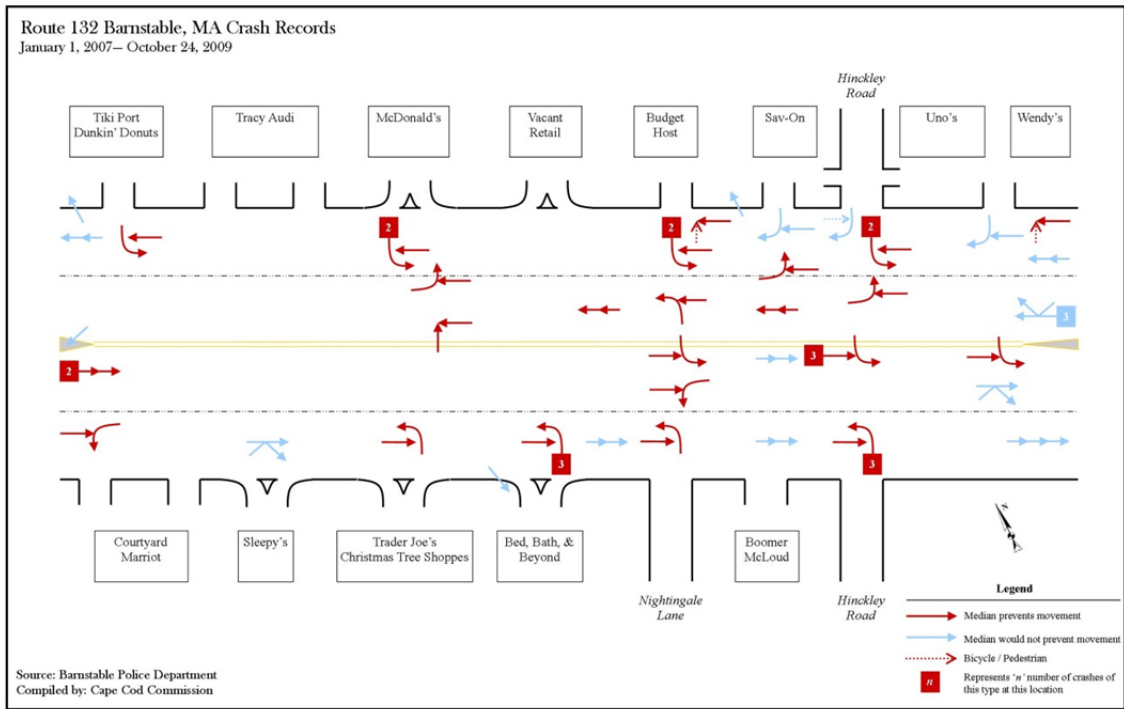 Route 132 Barnstable, MA Crash Records
January 1, 2007— October 24, 2009
Hinckley
Road
Tiki Port
Dunkin' Donuts
Tracy Audi
McDonald's
Vacant
Retail
Budget
Host
Sav-On
Uno's
Wendy's
2
2
2
3
3
2
3
3
Courtyard
Marriot
Sleepy's
Trader Joe's
Christmas Tree Shoppes
Bed, Bath, &
Beyond
Boomer
McLoud
Nightingale
Lane
Hinckley
Road
N
Legend
Median prevents movement
Median would not prevent movement
Bicycle / Pedestrian
n
Represents 'n' number of crashes of
this type at this location
Source: Barnstable Police Department
Compiled by: Cape Cod Commission